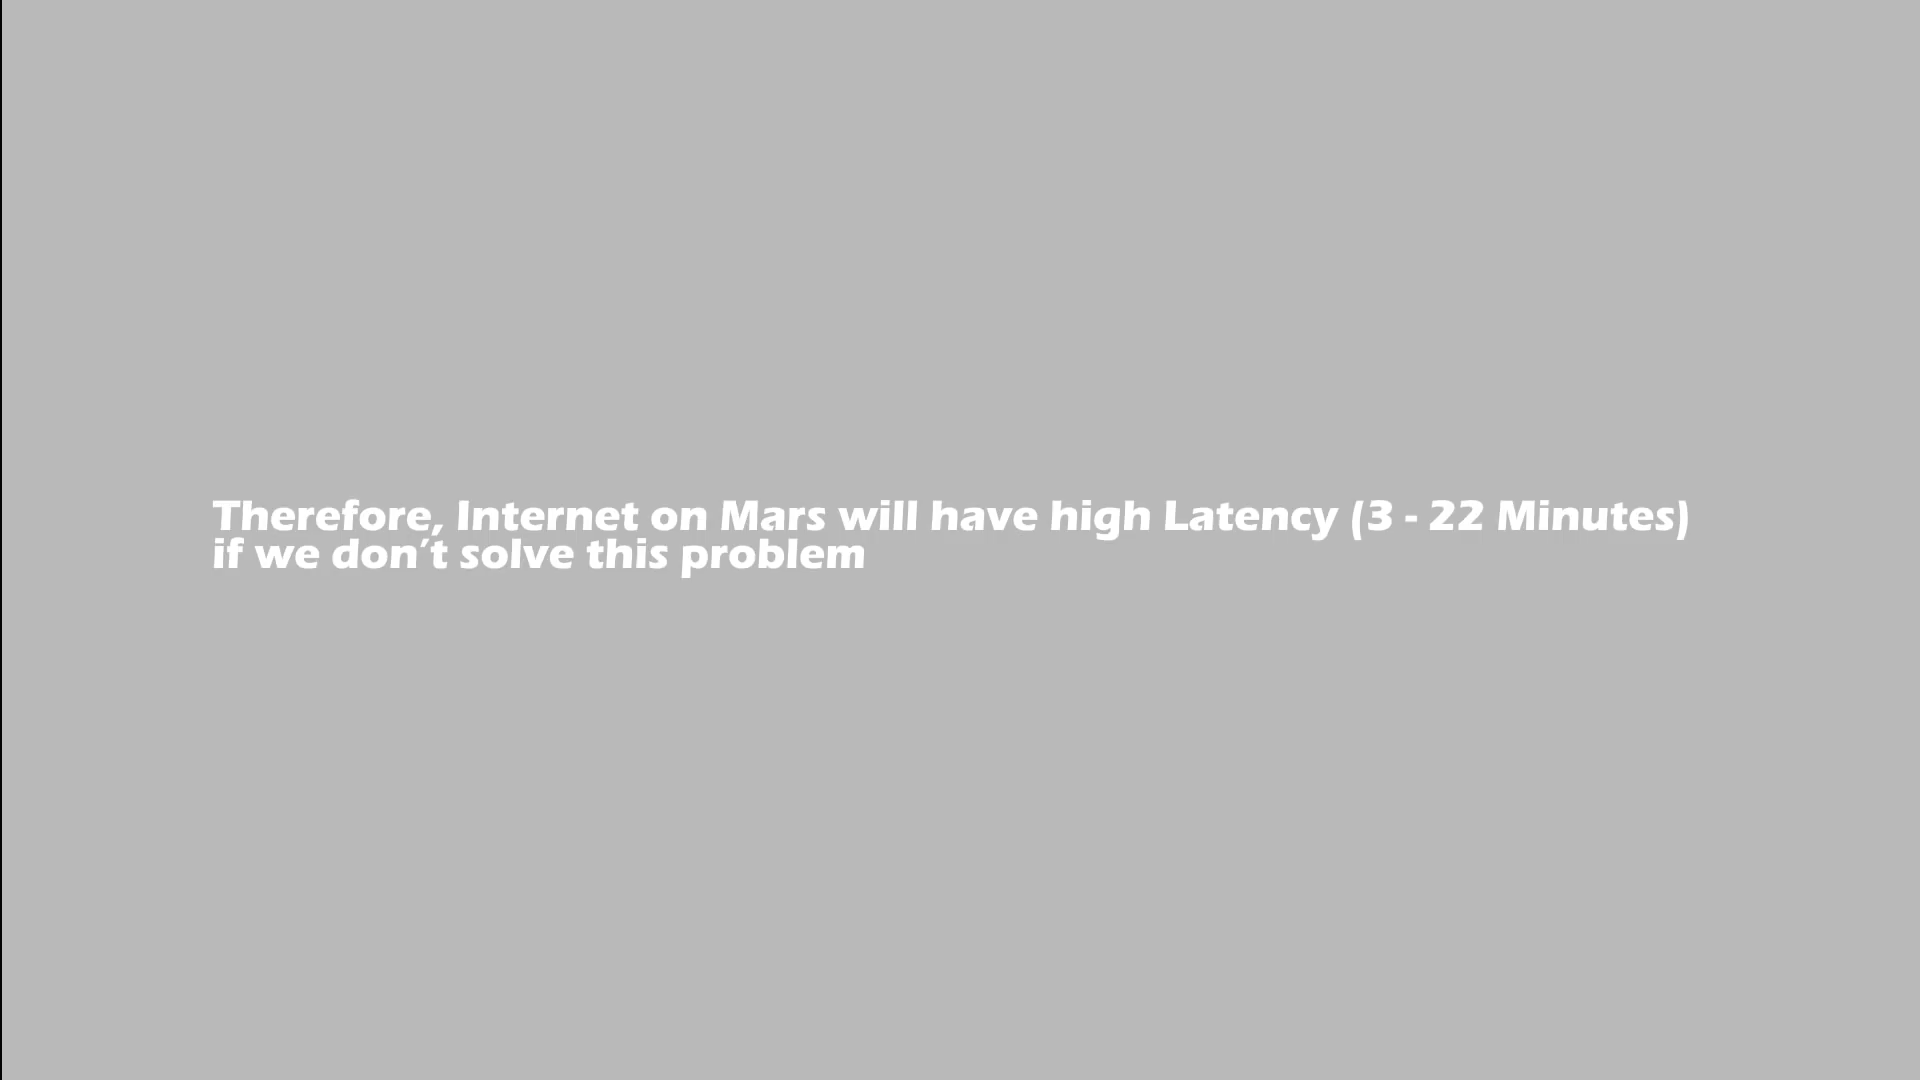 Therefore, Internet on Mars will have high Latency (3 - 22 Minutes)
if we don’t solve this problem